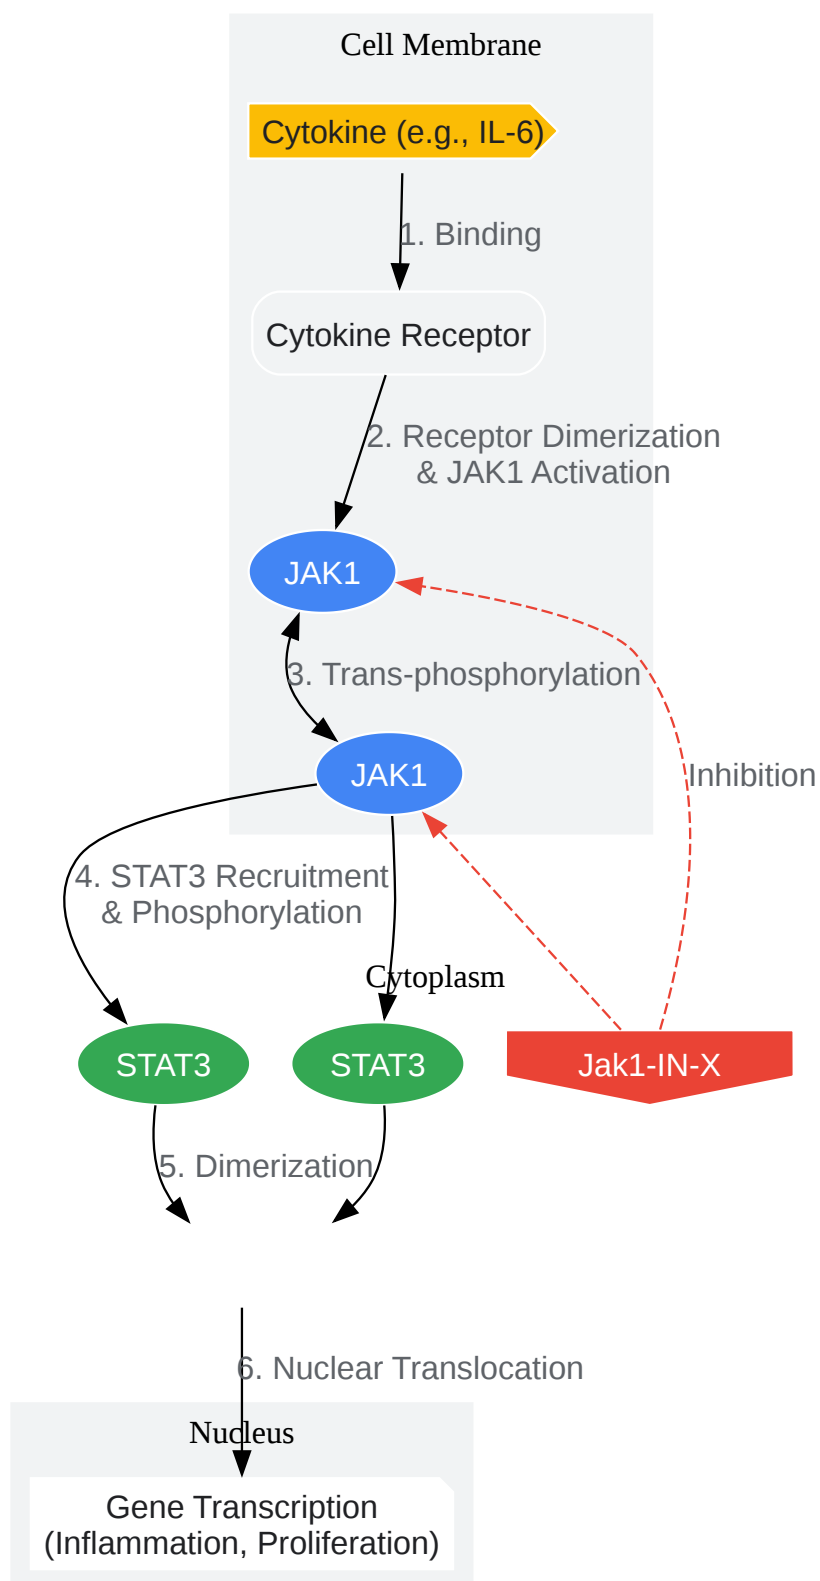 Cell Membrane
Cytokine (e.g., IL-6)
1. Binding
Cytokine Receptor
2. Receptor Dimerization
& JAK1 Activation
JAK1
3. Trans-phosphorylation
JAK1
Inhibition
4. STAT3 Recruitment
& Phosphorylation
Cytoplasm
STAT3
STAT3
Jak1-IN-X
5. Dimerization
6. Nuclear Translocation
Nucleus
Gene Transcription
(Inflammation, Proliferation)